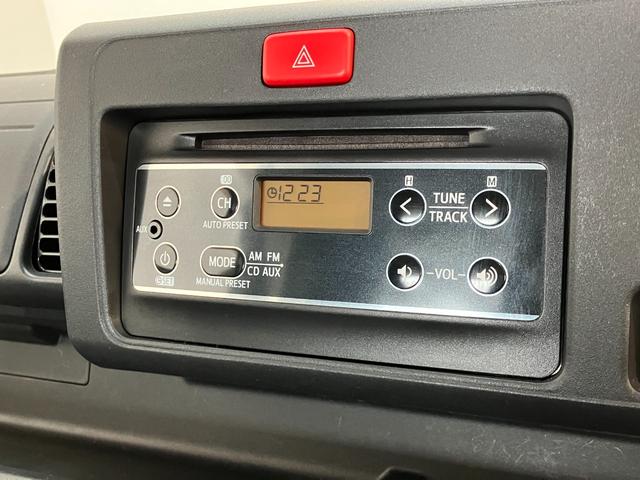 1223
H
M
CH
AUTO PRESET
TUNE
TRACK
AUX
MODE
AM FM
CD AUX
MANUAL PRESET
VOL
SET